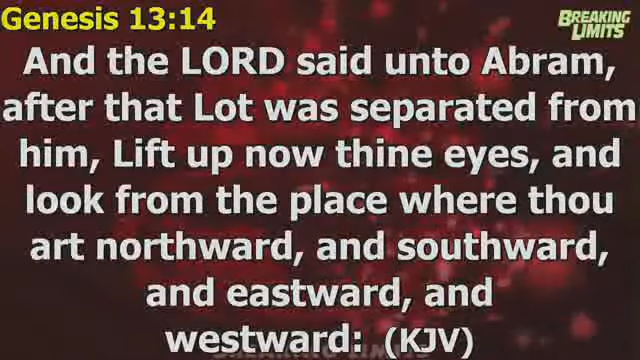 Genesis 13:14
BREAKING
LIMITS
And the LORD said unto Abram,
after that Lot was separated from
him, Lift up now thine eyes, and
look from the place where thou
art northward, and southward,
and eastward, and
westward: (KJV)
BREAKING LIMITS